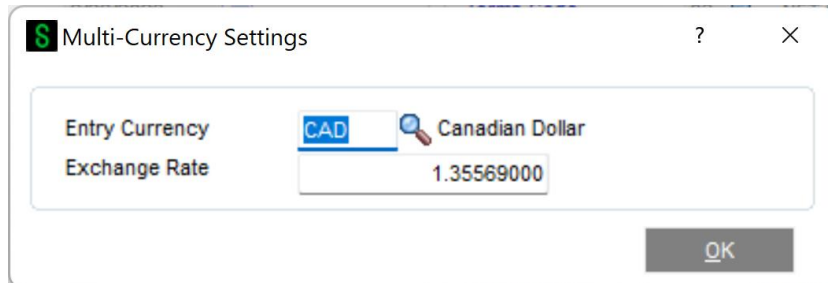 S Multi-Currency Settings ? ×
Entry Currency CAD Canadian Dollar
Exchange Rate 1.35569000
OK